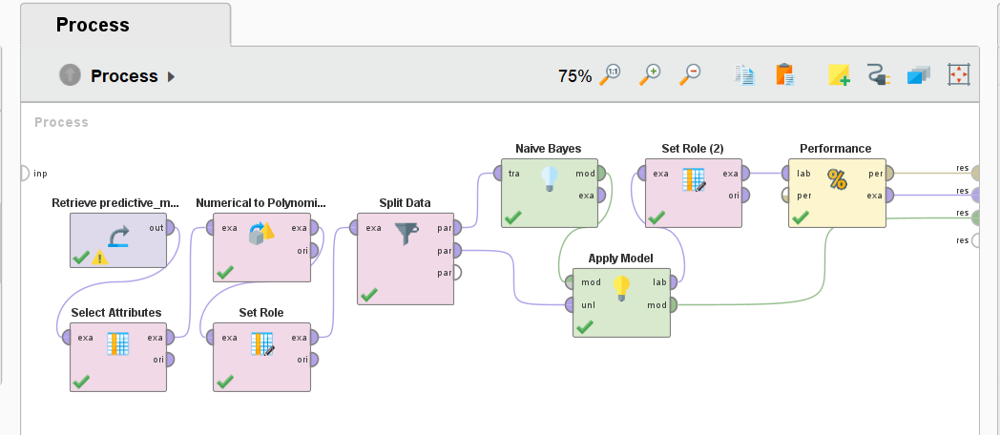 Process
Process
75%
1:1
Process
inp
Retrieve predictive_m...
out
Select Attributes
exa
exa
ori
Numerical to Polynomi...
exa
exa
ori
Set Role
exa
exa
ori
Split Data
exa
par
par
par
Naive Bayes
tra
mod
exa
Apply Model
mod
lab
unl
mod
Set Role (2)
exa
exa
ori
Performance
%
lab
per
per
exa
res
res
res
res